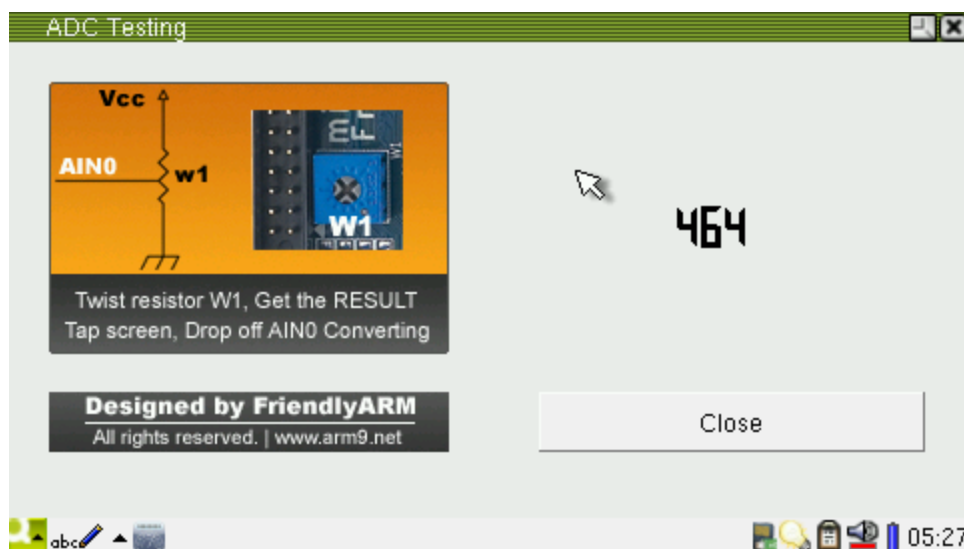 ADC Testing
Vcc
AIN0
w1
W1
W1
Twist resistor W1, Get the RESULT
Tap screen, Drop off AIN0 Converting
464
Designed by FriendlyARM
All rights reserved. | www.arm9.net
Close
abc
05:27